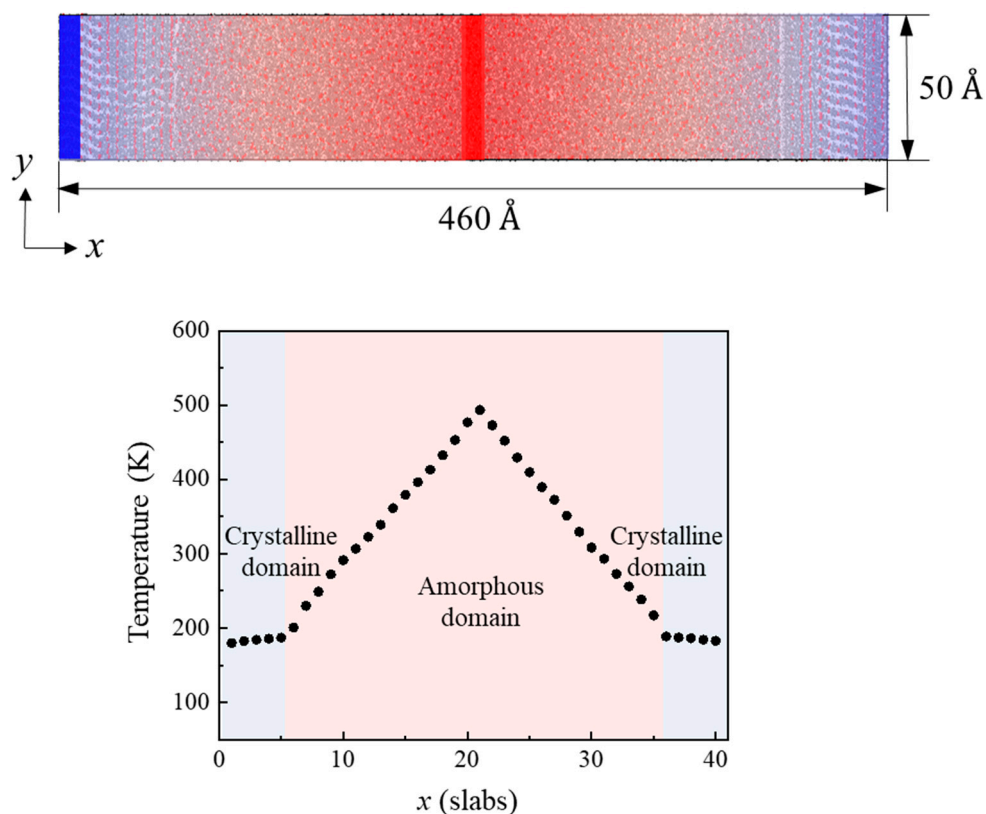 50 Å
460 Å
y
x
600
500
400
300
200
100
Temperature (K)
Crystalline
domain
Amorphous
domain
Crystalline
domain
0
10
20
30
40
x (slabs)